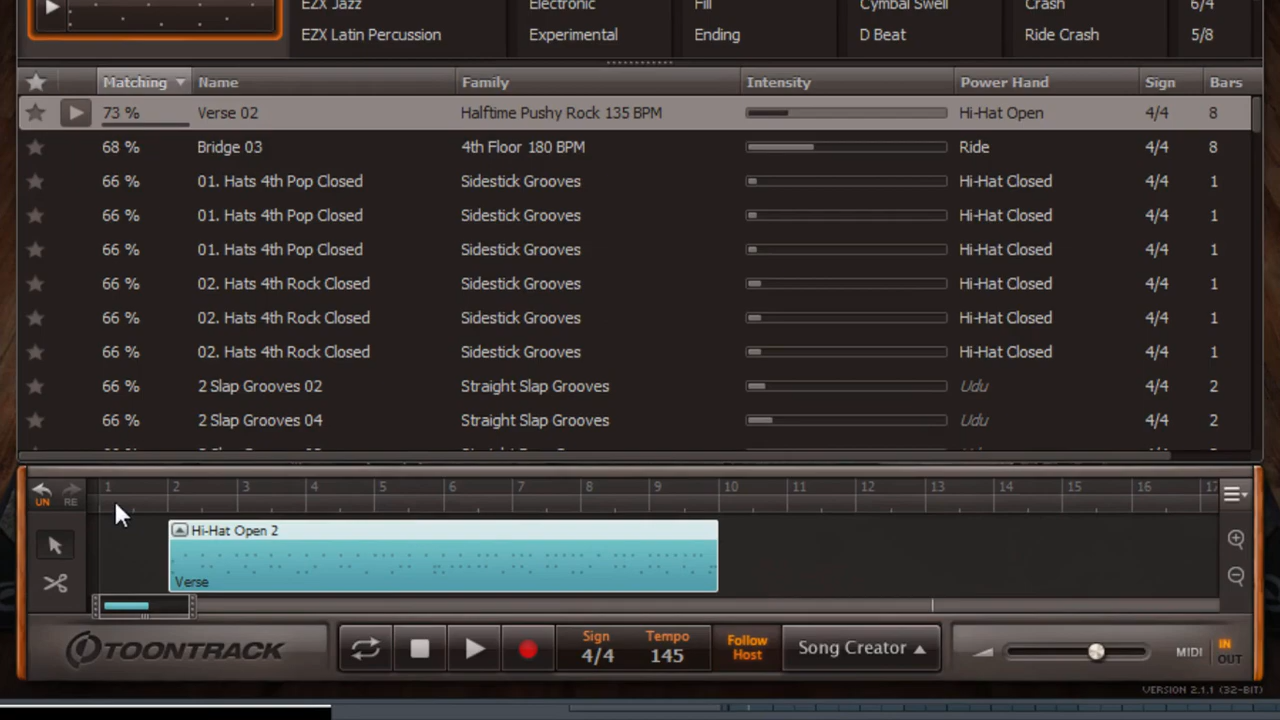 EZX Jazz Electronic Fill Cymbal Swell Crash 6/4
EZX Latin Percussion Experimental Ending D Beat Ride Crash 5/8
Matching Name Family Intensity Power Hand Sign Bars
73 % Verse 02 Halftime Pushy Rock 135 BPM Hi-Hat Open 4/4 8
68 % Bridge 03 4th Floor 180 BPM Ride 4/4 8
66 % 01. Hats 4th Pop Closed Sidestick Grooves Hi-Hat Closed 4/4 1
66 % 01. Hats 4th Pop Closed Sidestick Grooves Hi-Hat Closed 4/4 1
66 % 01. Hats 4th Pop Closed Sidestick Grooves Hi-Hat Closed 4/4 1
66 % 02. Hats 4th Rock Closed Sidestick Grooves Hi-Hat Closed 4/4 1
66 % 02. Hats 4th Rock Closed Sidestick Grooves Hi-Hat Closed 4/4 1
66 % 02. Hats 4th Rock Closed Sidestick Grooves Hi-Hat Closed 4/4 1
66 % 2 Slap Grooves 02 Straight Slap Grooves Udu 4/4 2
66 % 2 Slap Grooves 04 Straight Slap Grooves Udu 4/4 2
1 2 3 4 5 6 7 8 9 10 11 12 13 14 15 16 17
UN RE
Hi-Hat Open 2
Verse
TOONTRACK
Sign 4/4
Tempo 145
Follow Host
Song Creator
MIDI IN OUT
VERSION 2.1.1 (32-BIT)